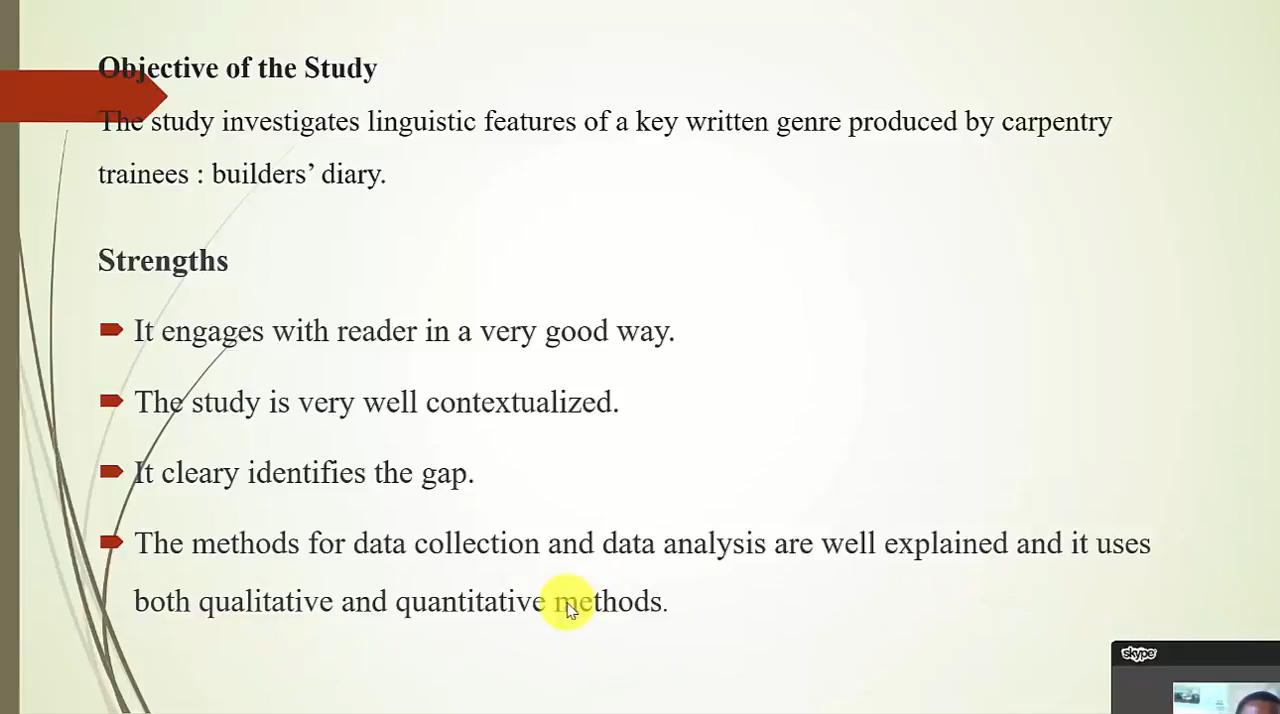 Objective of the Study
The study investigates linguistic features of a key written genre produced by carpentry
trainees : builders’ diary.
Strengths
It engages with reader in a very good way.
The study is very well contextualized.
It cleary identifies the gap.
The methods for data collection and data analysis are well explained and it uses
both qualitative and quantitative methods.
skype